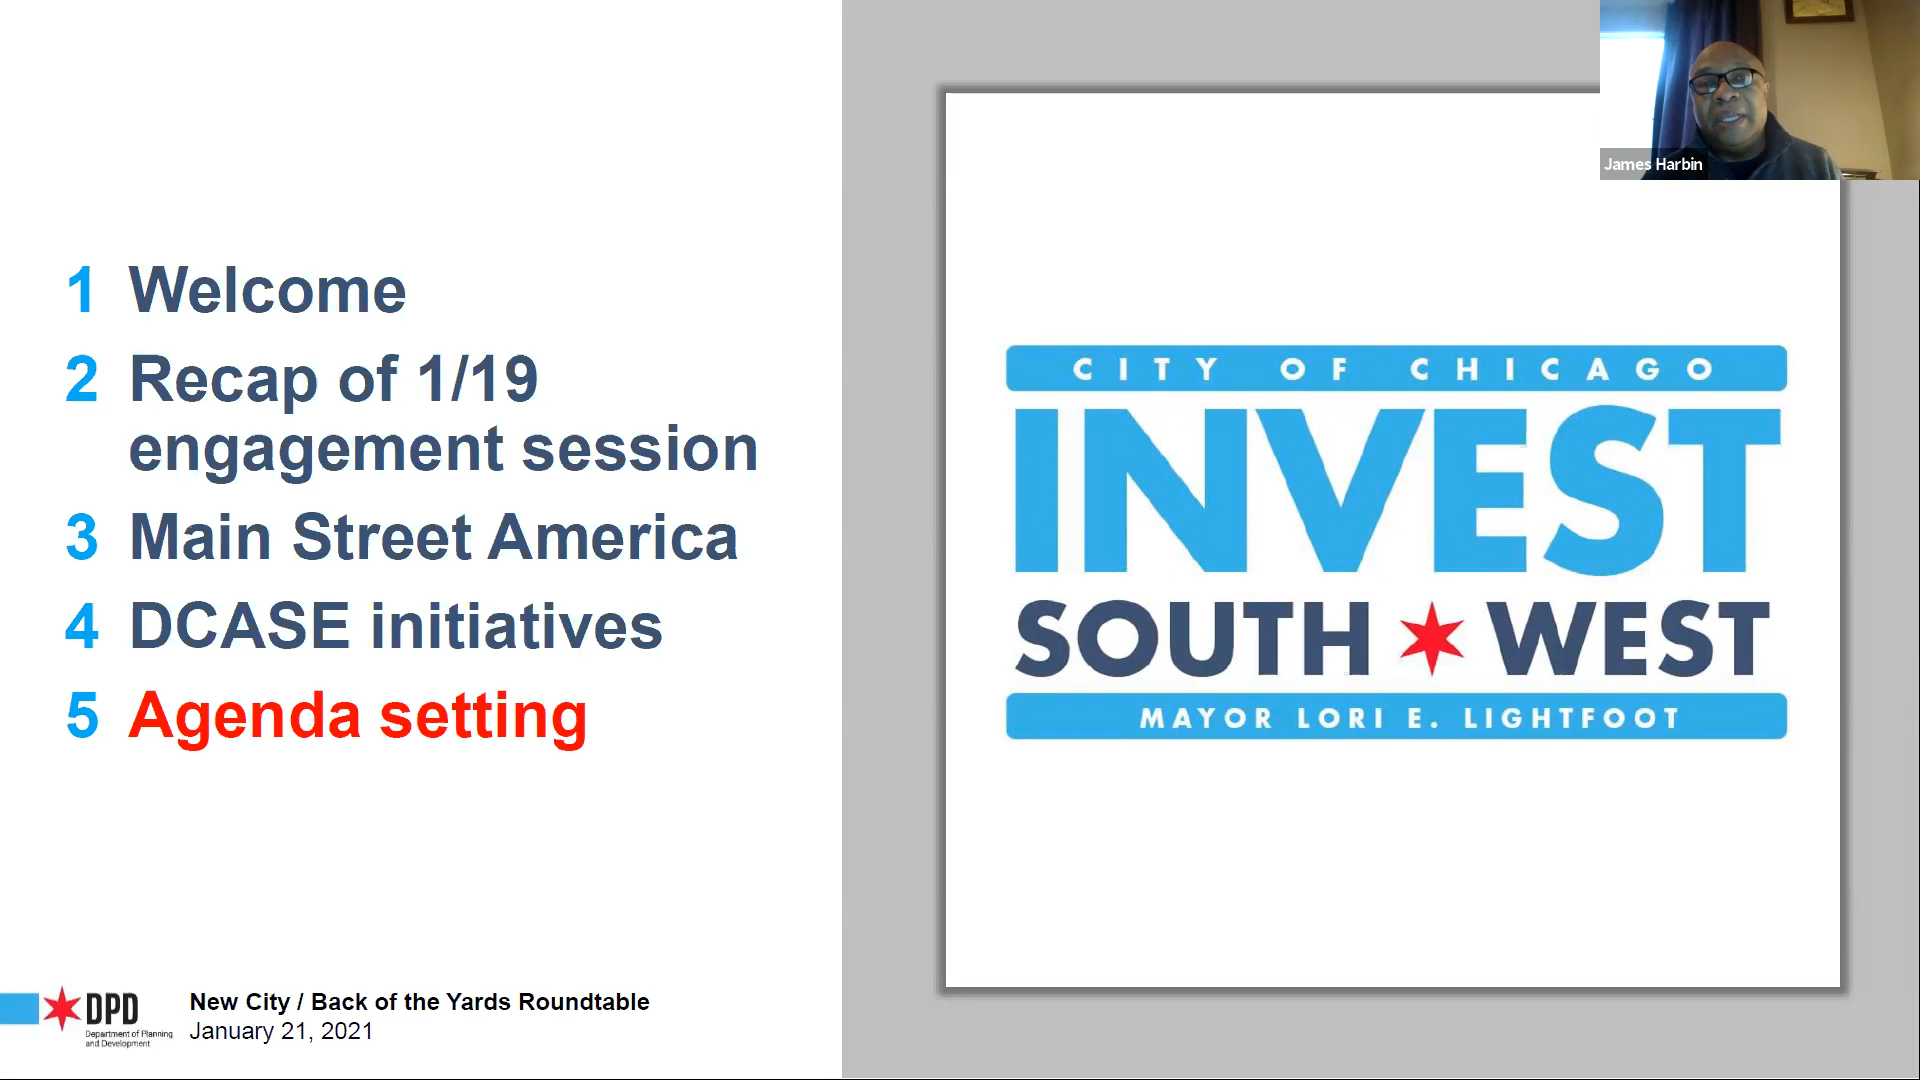 1 Welcome
2 Recap of 1/19
engagement session
3 Main Street America
4 DCASE initiatives
5 Agenda setting
DPD
Department of Planning
and Development
New City / Back of the Yards Roundtable
January 21, 2021
CITY OF CHICAGO
INVEST
SOUTH WEST
MAYOR LORI E. LIGHTFOOT
James Harbin